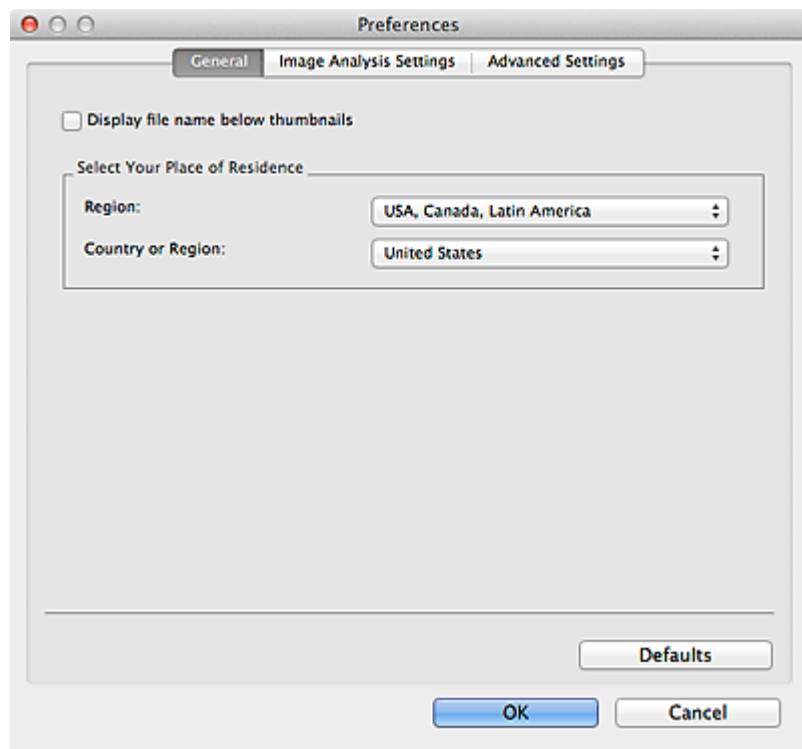 Preferences
General Image Analysis Settings Advanced Settings
Display file name below thumbnails
Select Your Place of Residence
Region: USA, Canada, Latin America
Country or Region: United States
Defaults
OK Cancel